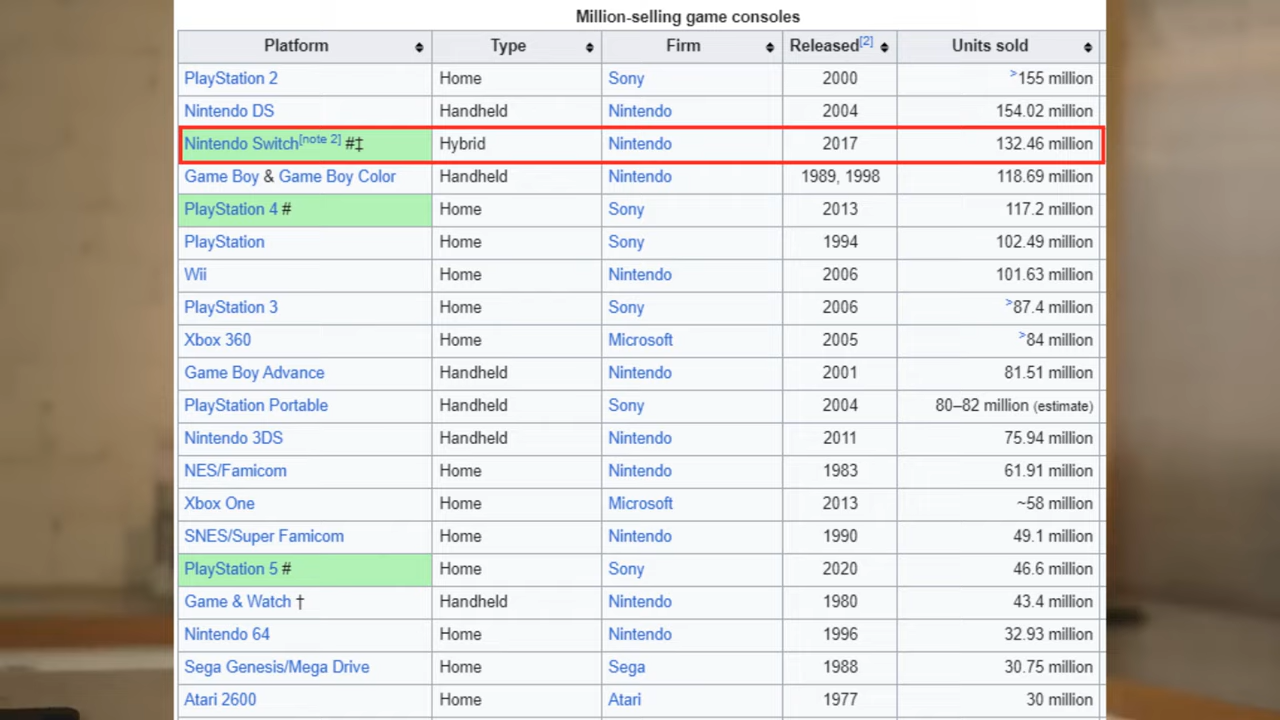 Million-selling game consoles
Platform Type Firm Released[2] Units sold
PlayStation 2 Home Sony 2000 >155 million
Nintendo DS Handheld Nintendo 2004 154.02 million
Nintendo Switch[note 2] #‡ Hybrid Nintendo 2017 132.46 million
Game Boy & Game Boy Color Handheld Nintendo 1989, 1998 118.69 million
PlayStation 4 # Home Sony 2013 117.2 million
PlayStation Home Sony 1994 102.49 million
Wii Home Nintendo 2006 101.63 million
PlayStation 3 Home Sony 2006 >87.4 million
Xbox 360 Home Microsoft 2005 >84 million
Game Boy Advance Handheld Nintendo 2001 81.51 million
PlayStation Portable Handheld Sony 2004 80–82 million (estimate)
Nintendo 3DS Handheld Nintendo 2011 75.94 million
NES/Famicom Home Nintendo 1983 61.91 million
Xbox One Home Microsoft 2013 ~58 million
SNES/Super Famicom Home Nintendo 1990 49.1 million
PlayStation 5 # Home Sony 2020 46.6 million
Game & Watch † Handheld Nintendo 1980 43.4 million
Nintendo 64 Home Nintendo 1996 32.93 million
Sega Genesis/Mega Drive Home Sega 1988 30.75 million
Atari 2600 Home Atari 1977 30 million